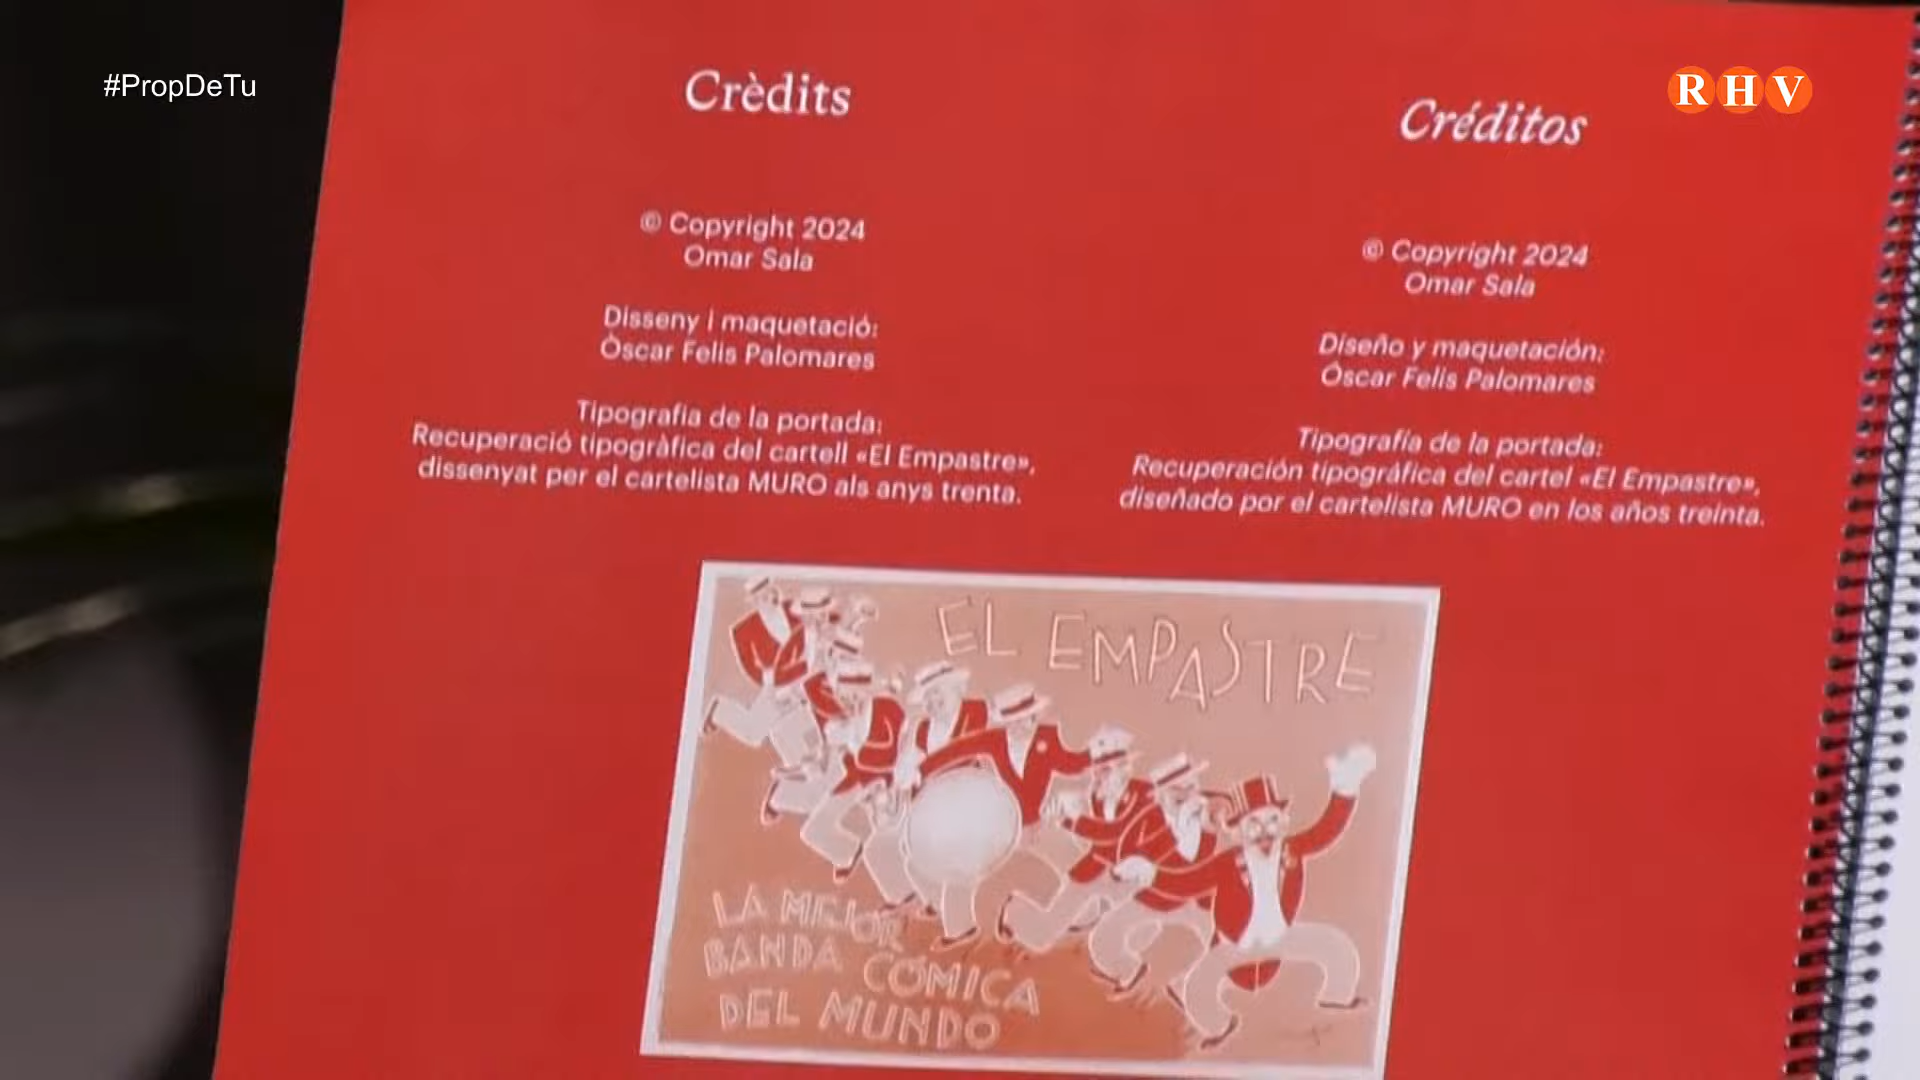 #PropDeTu
RHV
Crèdits
© Copyright 2024
Omar Sala
Disseny i maquetació:
Òscar Felis Palomares
Tipografia de la portada:
Recuperació tipogràfica del cartell «El Empastre»,
dissenyat per el cartelista MURO als anys trenta.
Créditos
© Copyright 2024
Omar Sala
Diseño y maquetación:
Óscar Felis Palomares
Tipografía de la portada:
Recuperación tipográfica del cartel «El Empastre»,
diseñado por el cartelista MURO en los años treinta.
EL EMPASTRE
LA MEJOR
BANDA CÓMICA
DEL MUNDO